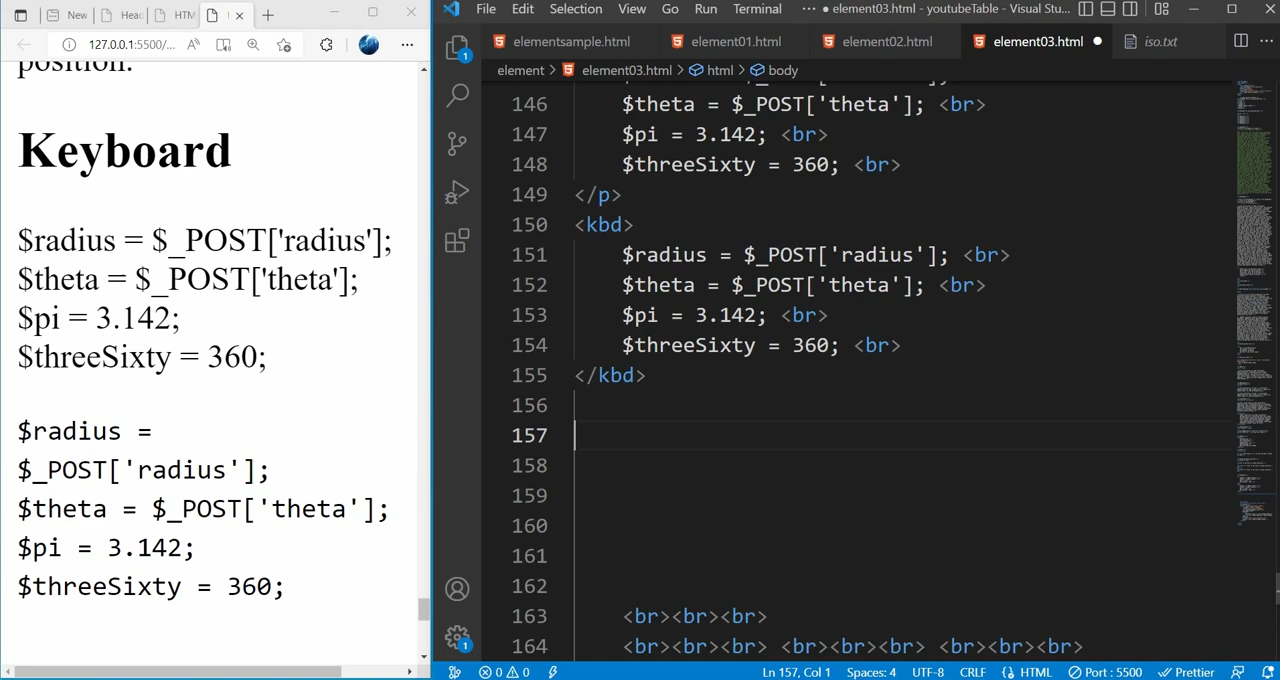 New
Head
HTM
File Edit Selection View Go Run Terminal ··· element03.html - youtubeTable - Visual Stu...
127.0.0.1:5500/...
elementsample.html element01.html element02.html element03.html iso.txt
element > element03.html > html > body
position.
Keyboard
$radius = $_POST['radius'];
$theta = $_POST['theta'];
$pi = 3.142;
$threeSixty = 360;
$radius =
$_POST['radius'];
$theta = $_POST['theta'];
$pi = 3.142;
$threeSixty = 360;
146 $theta = $_POST['theta']; <br>
147 $pi = 3.142; <br>
148 $threeSixty = 360; <br>
149 </p>
150 <kbd>
151 $radius = $_POST['radius']; <br>
152 $theta = $_POST['theta']; <br>
153 $pi = 3.142; <br>
154 $threeSixty = 360; <br>
155 </kbd>
156
157
158
159
160
161
162
163 <br><br><br>
164 <br><br><br> <br><br><br> <br><br><br>
1
1
0 0 Ln 157, Col 1 Spaces: 4 UTF-8 CRLF HTML Port : 5500 Prettier